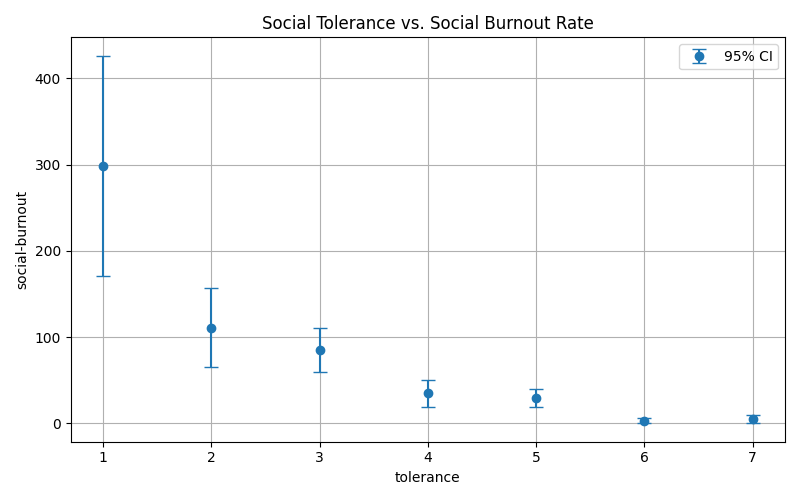 Social Tolerance vs. Social Burnout Rate
95% CI
social-burnout
400
300
200
100
0
1 2 3 4 5 6 7
tolerance